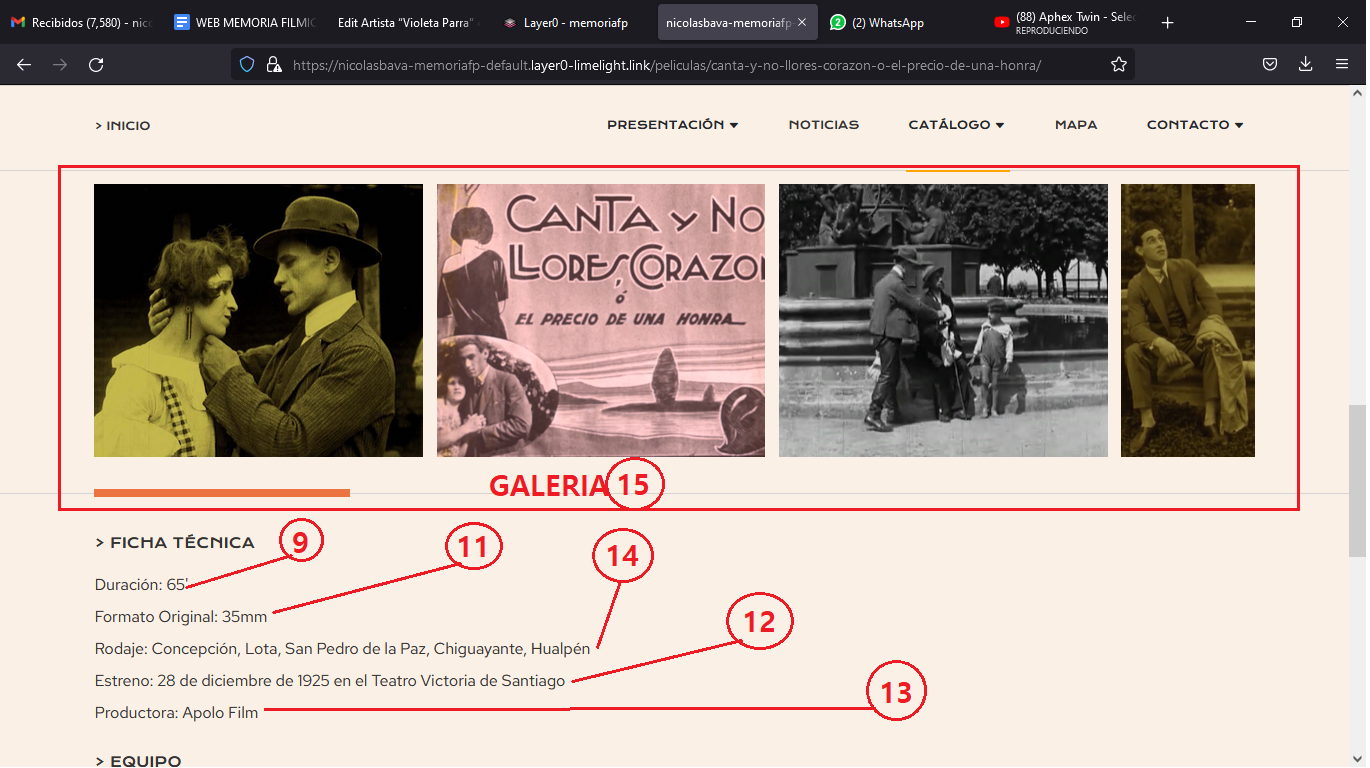 Recibidos (7,580) - nic
WEB MEMORIA FILMIC
Edit Artista “Violeta Parra”
Layer0 - memoriafp
nicolasbava-memoriafp-
(2) WhatsApp
2
(88) Aphex Twin - Selec
REPRODUCIENDO
https://nicolasbava-memoriafp-default.layer0-limelight.link/peliculas/canta-y-no-llores-corazon-o-el-precio-de-una-honra/
> INICIO
PRESENTACIÓN
NOTICIAS
CATÁLOGO
MAPA
CONTACTO
CANTA Y NO
LLORES, CORAZON
ó
EL PRECIO DE UNA HONRA
GALERIA 15
> FICHA TÉCNICA
9
11
14
Duración: 65'
Formato Original: 35mm
12
Rodaje: Concepción, Lota, San Pedro de la Paz, Chiguayante, Hualpén
Estreno: 28 de diciembre de 1925 en el Teatro Victoria de Santiago
13
Productora: Apolo Film
> EQUIPO